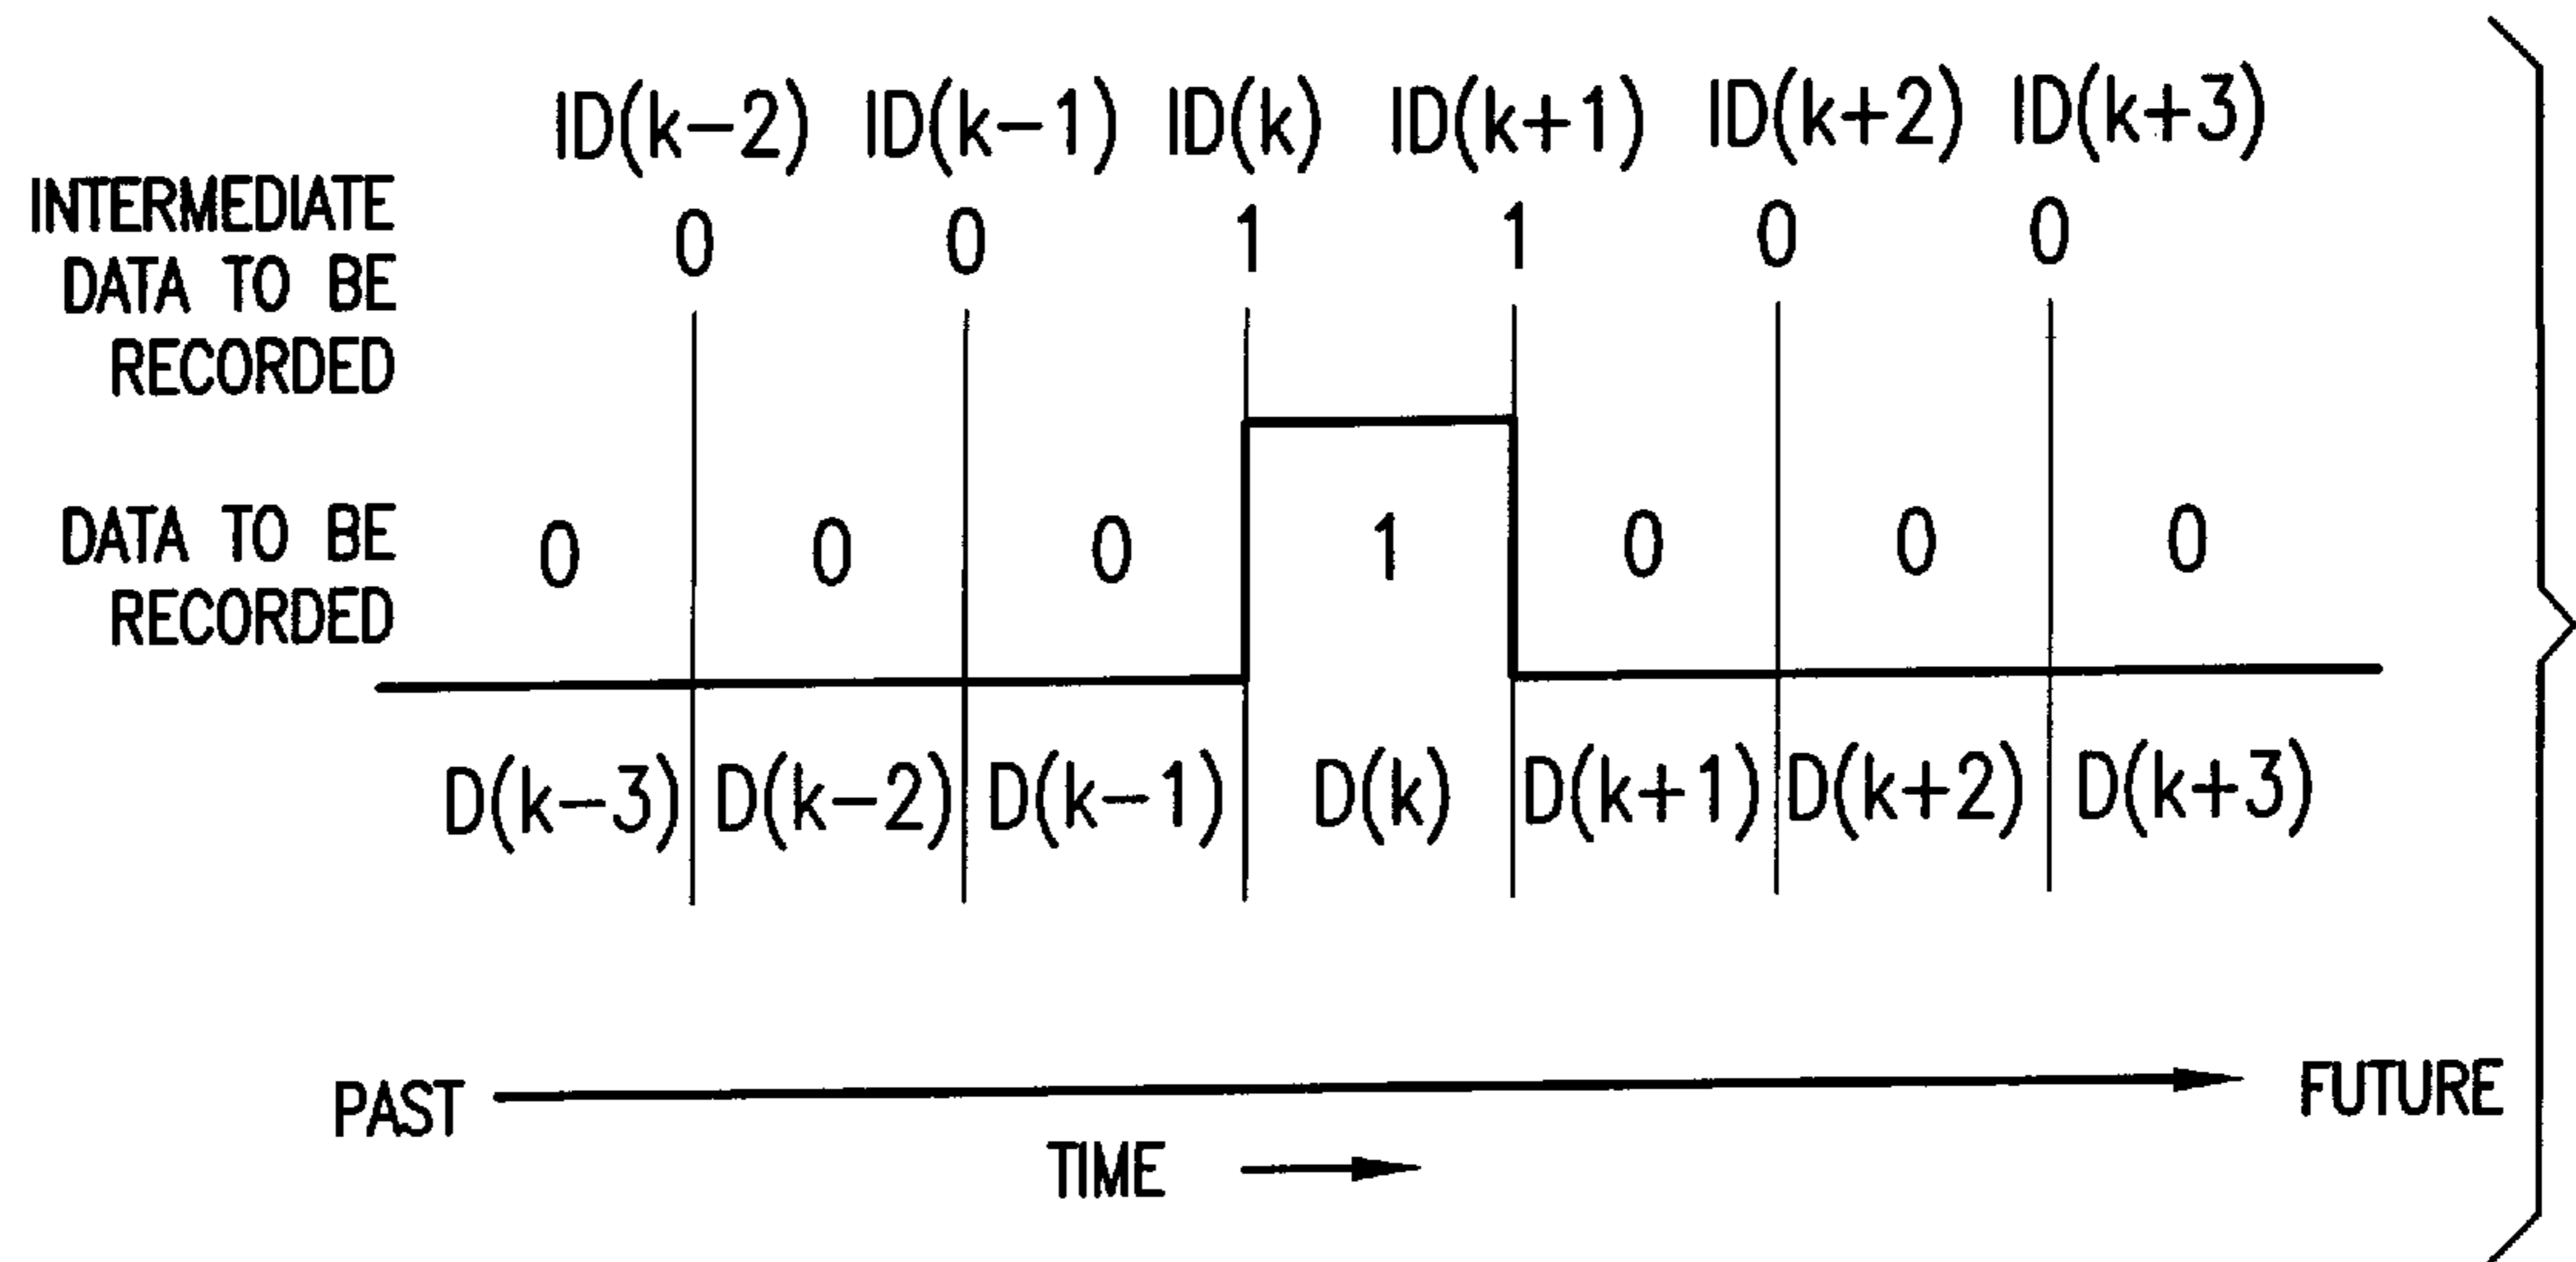 ID(k-2) ID(k-1) ID(k) ID(k+1) ID(k+2) ID(k+3)
INTERMEDIATE
DATA TO BE
RECORDED
0 0 1 1 0 0
DATA TO BE
RECORDED
0 0 0 1 0 0 0
D(k-3) D(k-2) D(k-1) D(k) D(k+1) D(k+2) D(k+3)
PAST FUTURE
TIME